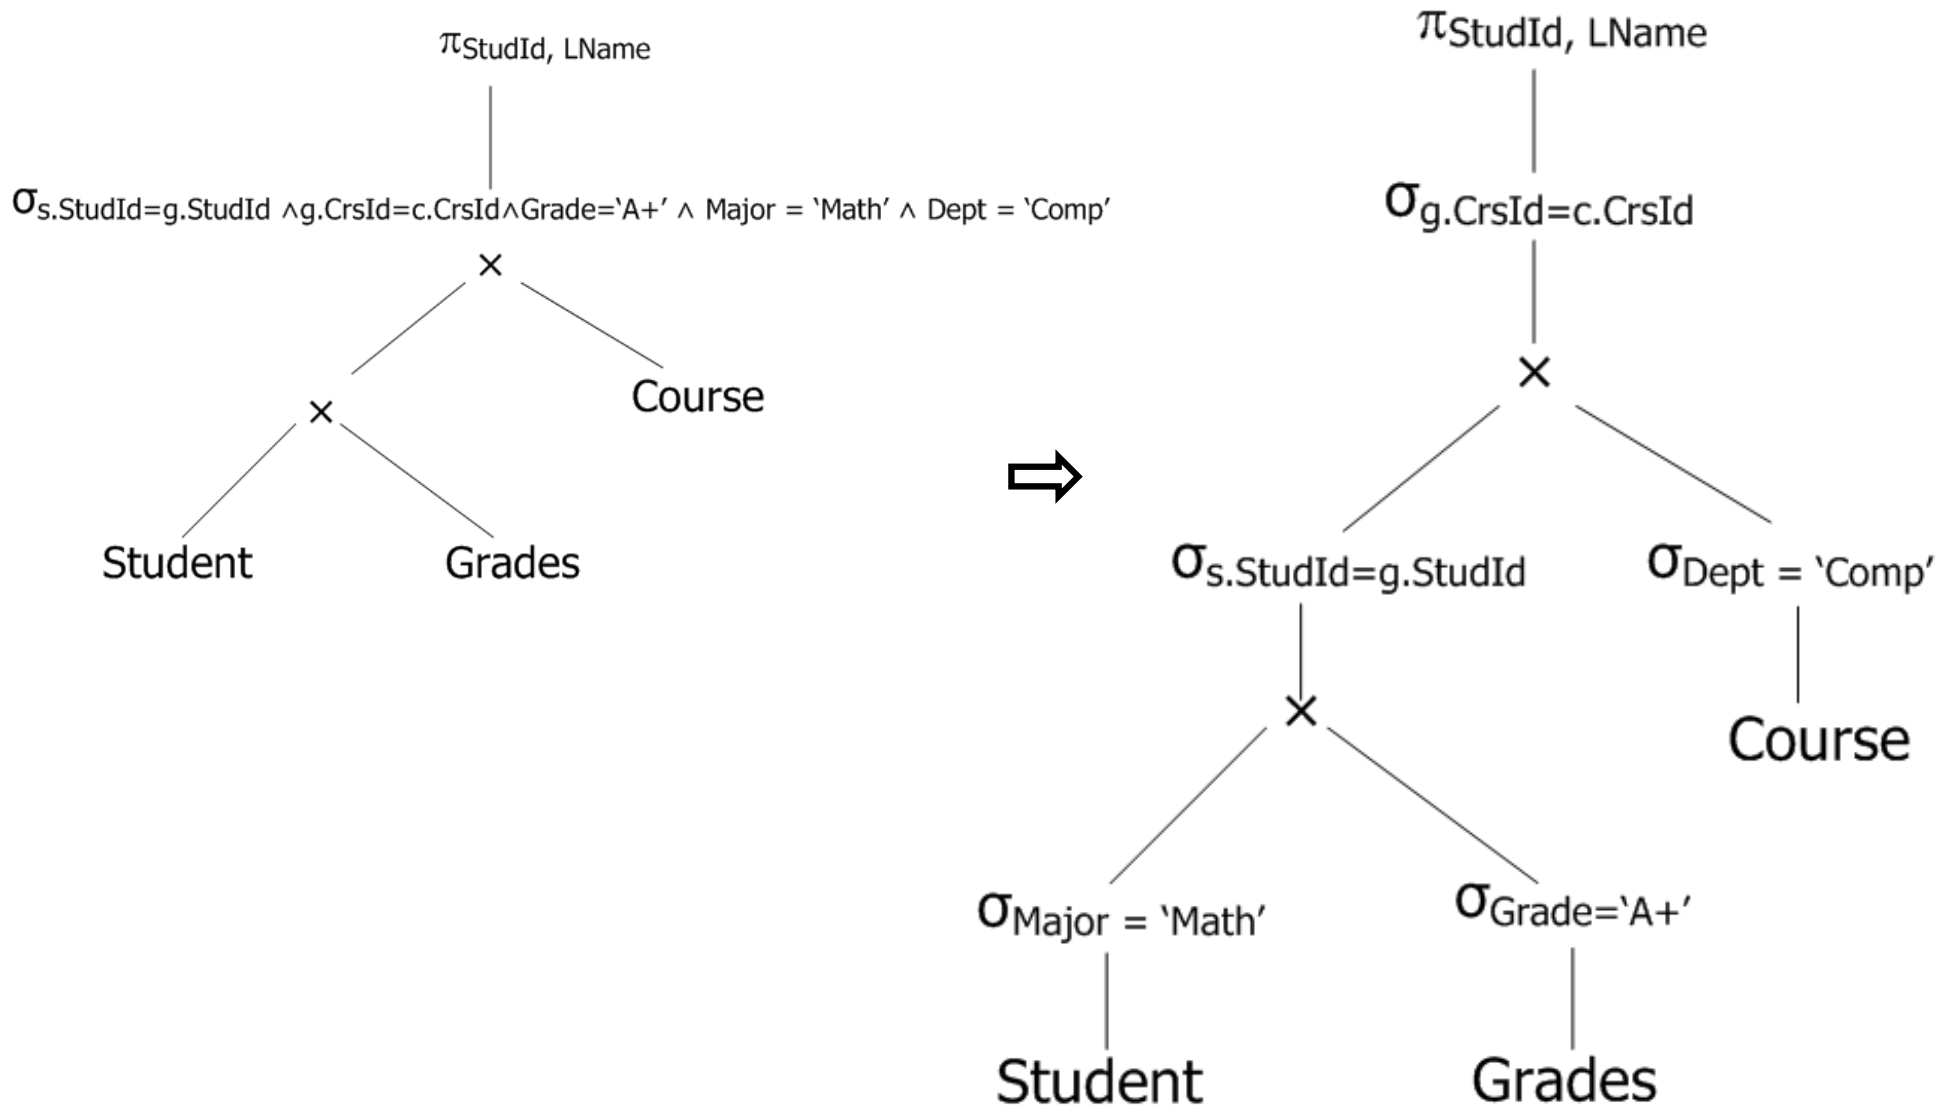 πStudId, LName
σs.StudId=g.StudId ∧g.CrsId=c.CrsId∧Grade=‘A+’ ∧ Major = ‘Math’ ∧ Dept = ‘Comp’
×
Course
×
Student
Grades
⇨
πStudId, LName
σg.CrsId=c.CrsId
×
σs.StudId=g.StudId
σDept = ‘Comp’
×
Course
σMajor = ‘Math’
σGrade=‘A+’
Student
Grades